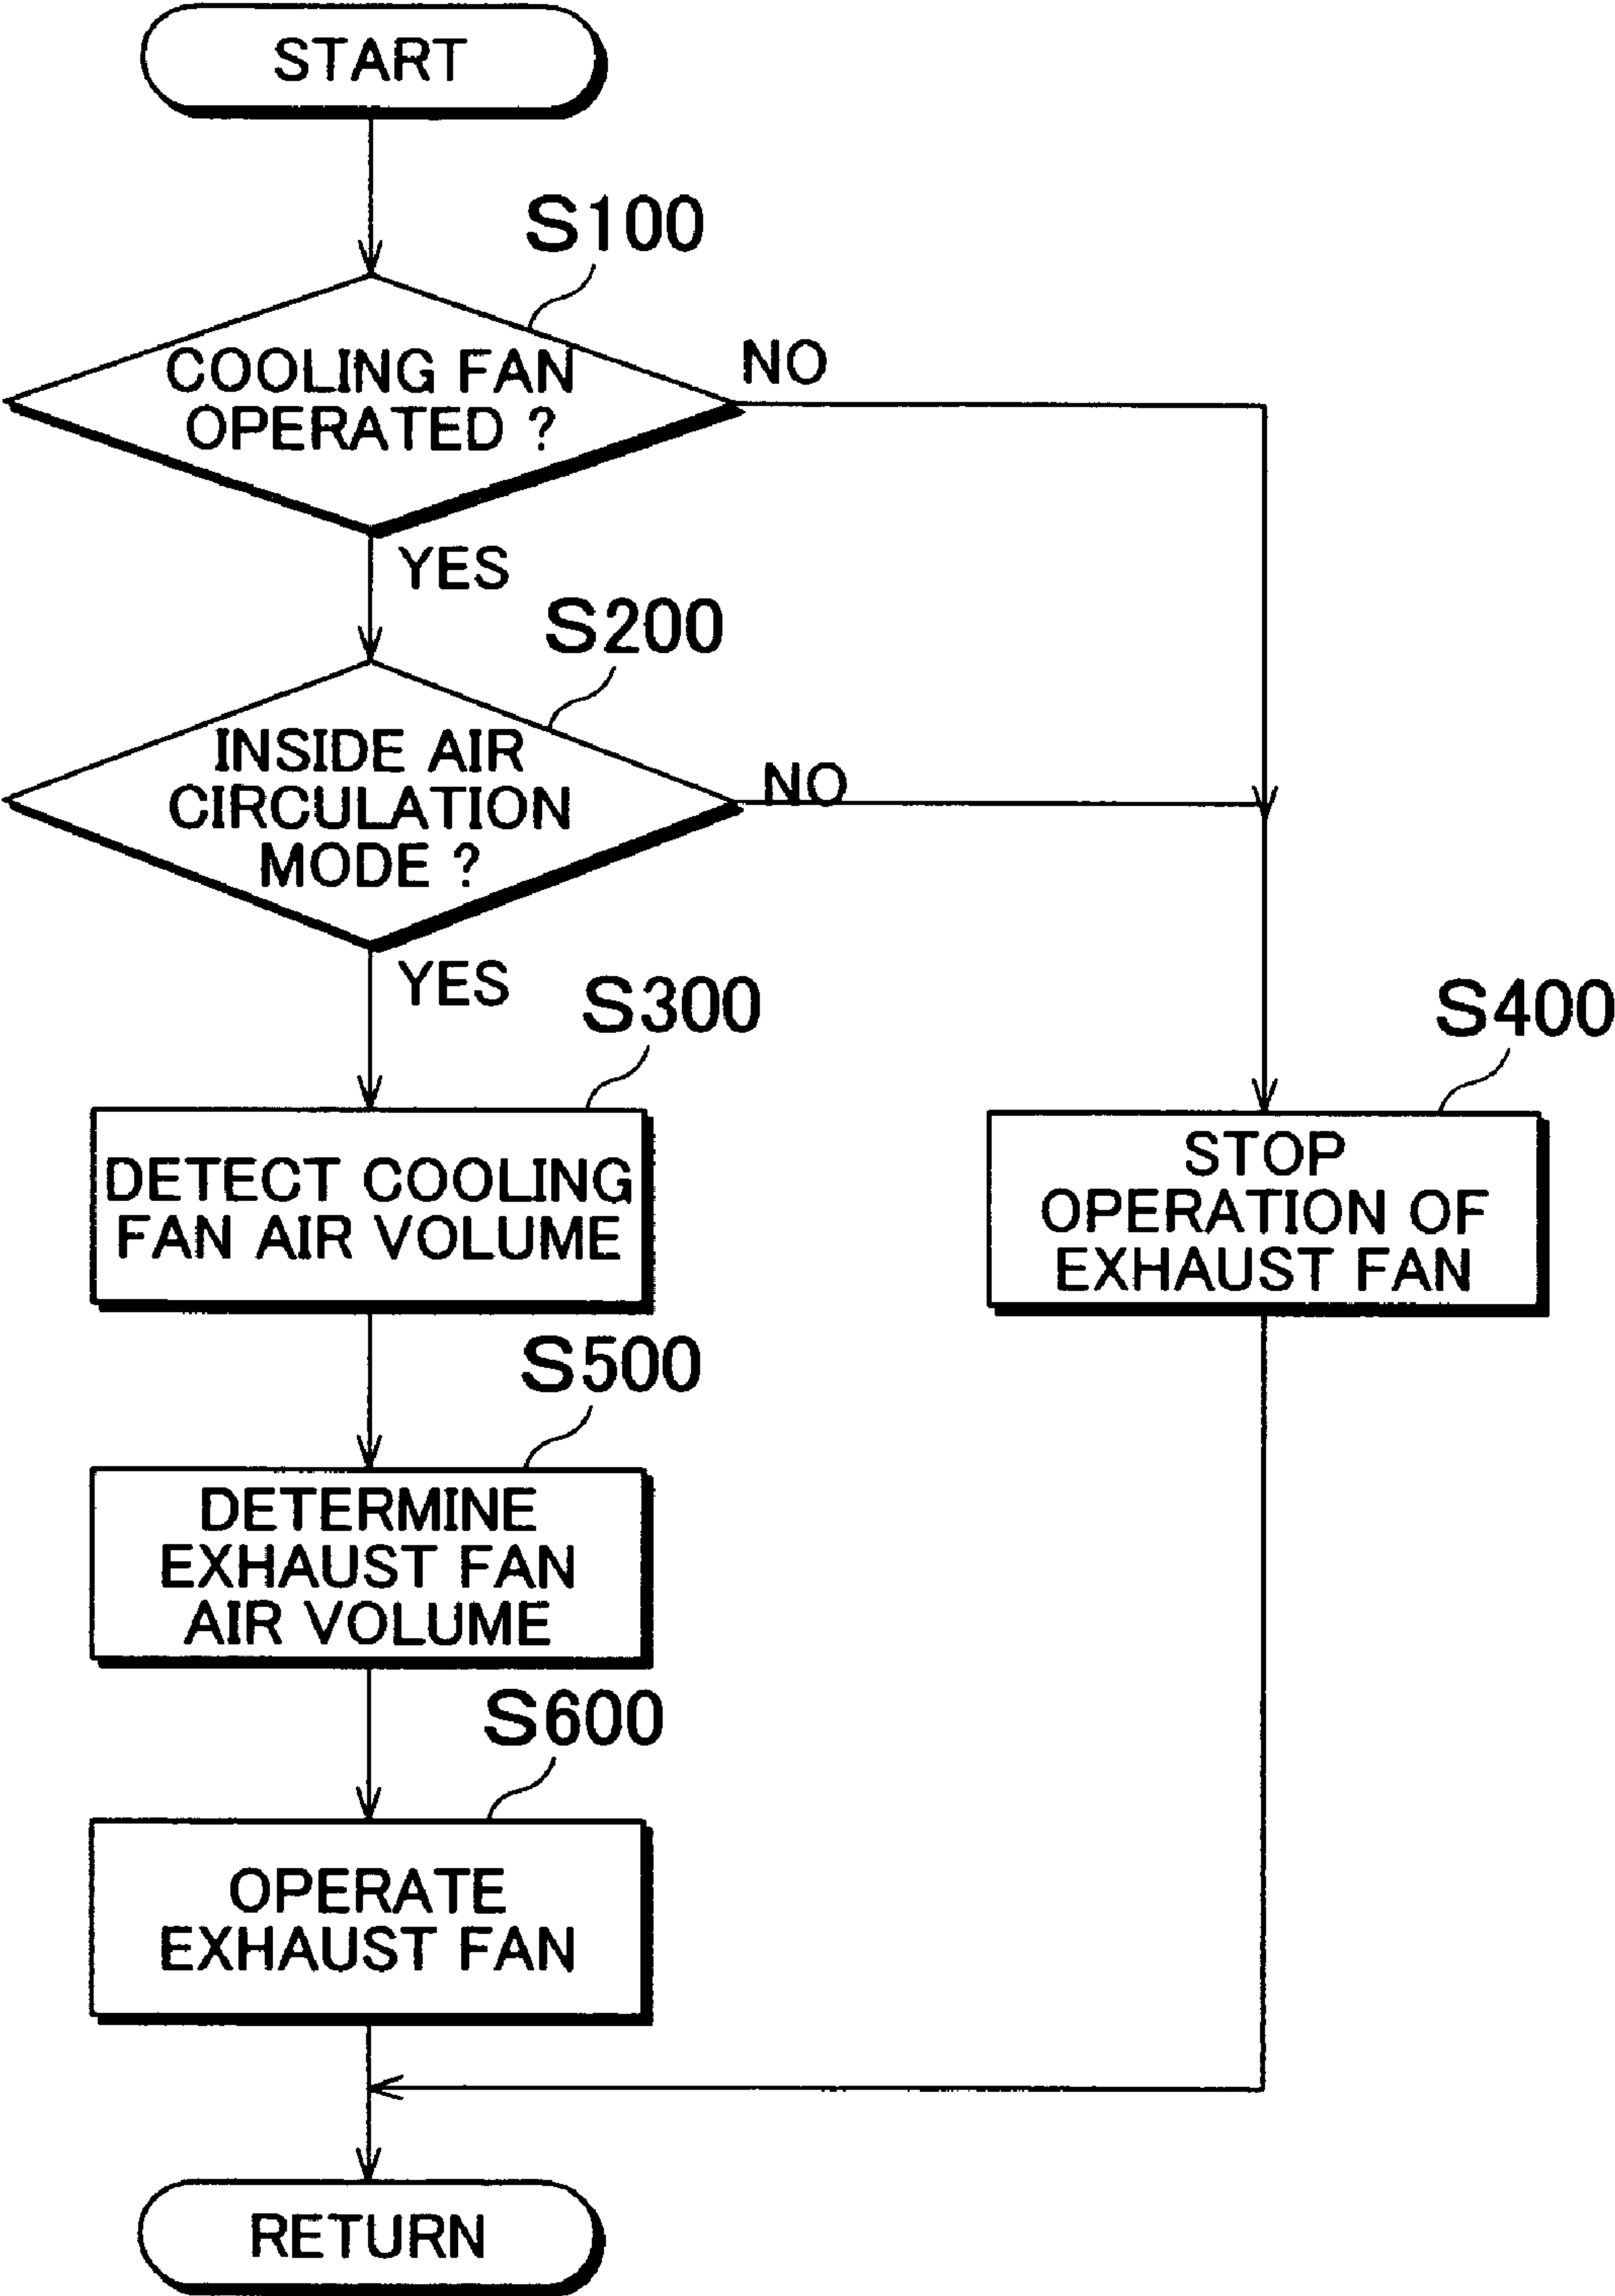 START
S100
COOLING FAN
OPERATED ?
NO
YES
S200
INSIDE AIR
CIRCULATION
MODE ?
NO
YES
S300
DETECT COOLING
FAN AIR VOLUME
S400
STOP
OPERATION OF
EXHAUST FAN
S500
DETERMINE
EXHAUST FAN
AIR VOLUME
S600
OPERATE
EXHAUST FAN
RETURN